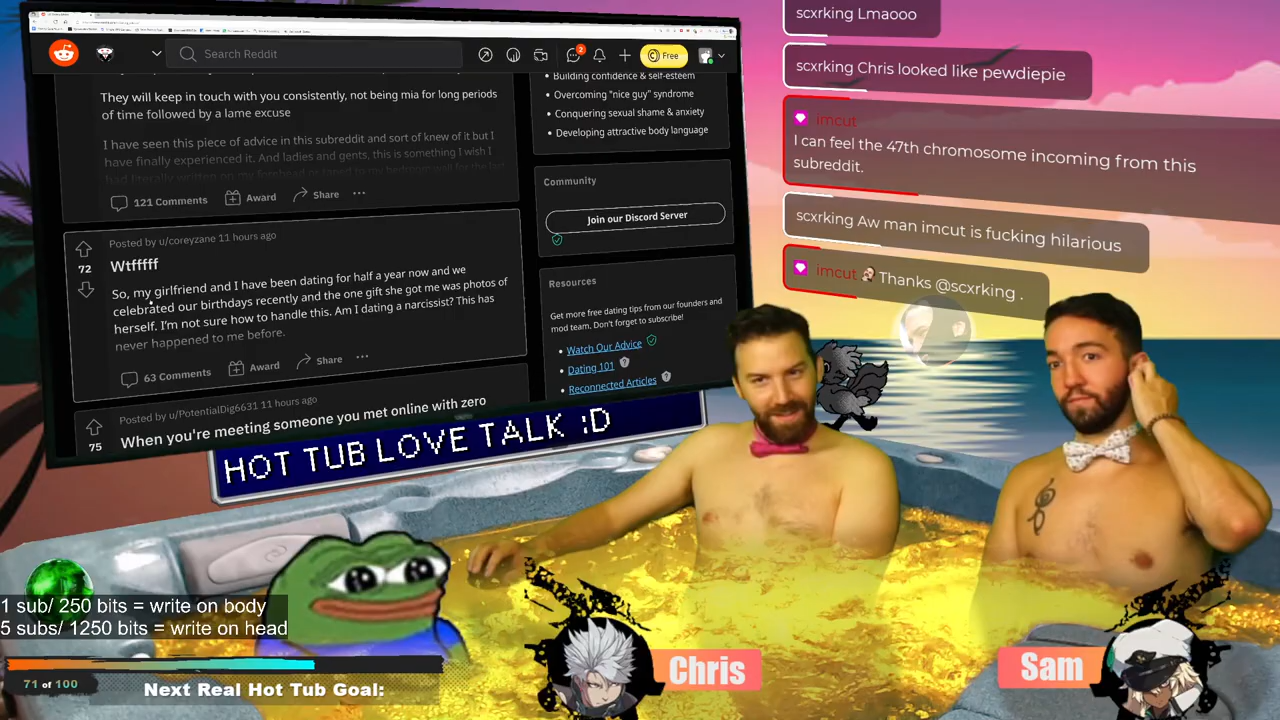 Search Reddit
2
Free
They will keep in touch with you consistently, not being mia for long periods
of time followed by a lame excuse
I have seen this piece of advice in this subreddit and sort of knew of it but I
have finally experienced it. And ladies and gents, this is something I wish I
121 Comments
Award
Share
Posted by u/coreyzane 11 hours ago
72
Wtfffff
So, my girlfriend and I have been dating for half a year now and we
celebrated our birthdays recently and the one gift she got me was photos of
herself. I'm not sure how to handle this. Am I dating a narcissist? This has
never happened to me before.
63 Comments
Award
Share
Posted by u/PotentialDig6631 11 hours ago
75
When you're meeting someone you met online with zero
Building confidence & self-esteem
Overcoming "nice guy" syndrome
Conquering sexual shame & anxiety
Developing attractive body language
Community
Join our Discord Server
Resources
Get more free dating tips from our founders and
mod team. Don't forget to subscribe!
Watch Our Advice
Dating 101
Reconnected Articles
HOT TUB LOVE TALK :D
scxrking Lmaooo
scxrking Chris looked like pewdiepie
imcut
I can feel the 47th chromosome incoming from this
subreddit.
scxrking Aw man imcut is fucking hilarious
imcut Thanks @scxrking .
1 sub/ 250 bits = write on body
5 subs/ 1250 bits = write on head
71 of 100
Next Real Hot Tub Goal:
Chris
Sam